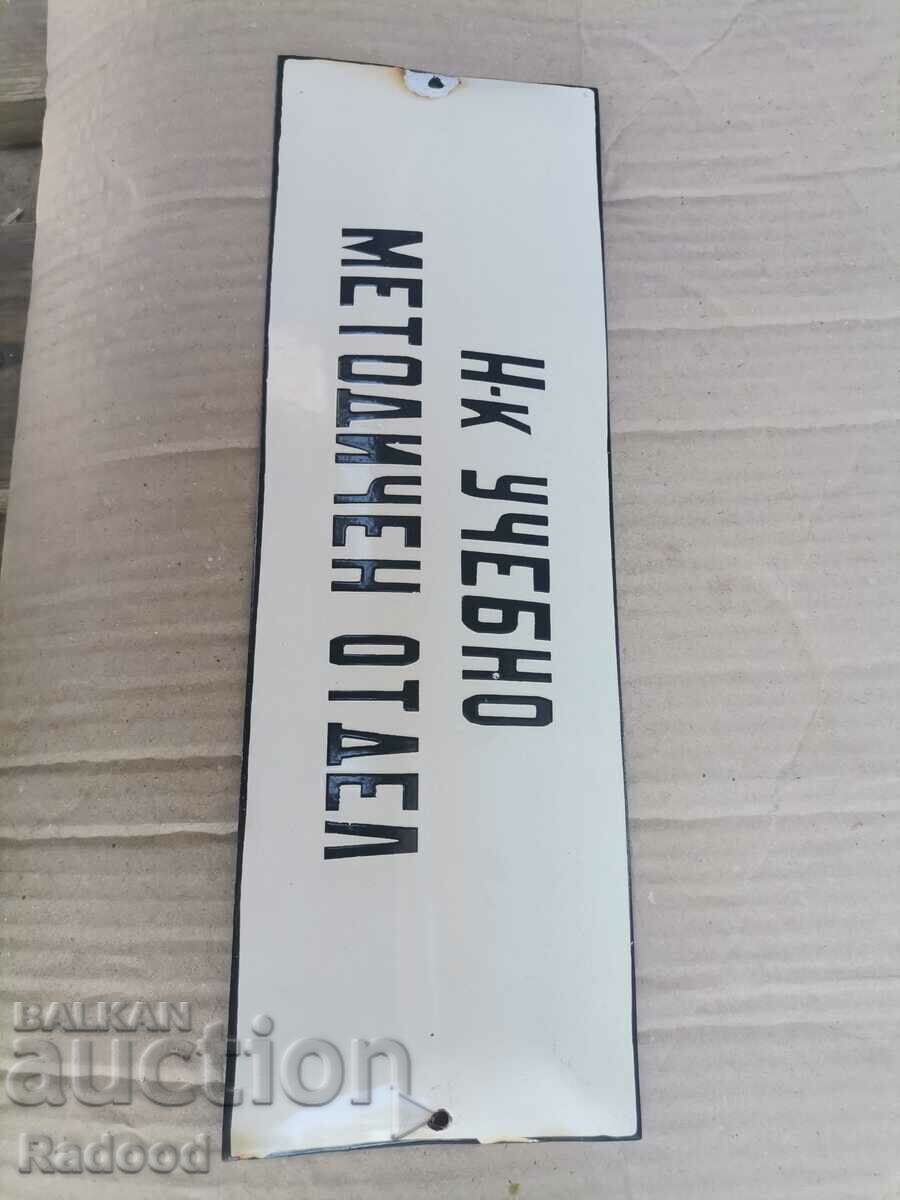 Н-К УЧЕБНО
МЕТОДИЧЕН ОТДЕЛ
BALKAN
auction
Radood